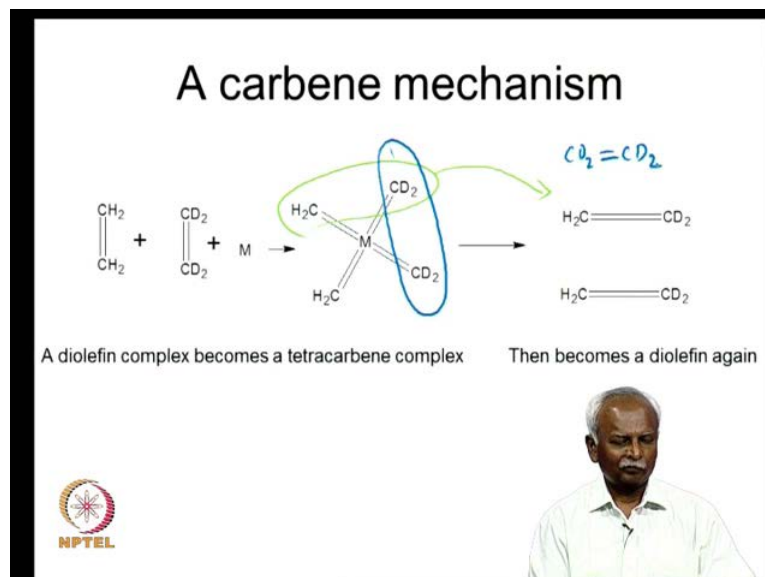 A carbene mechanism
CD2=CD2
CH2 CD2 H2C CD2 H2C CD2
+ + M M
CH2 CD2 H2C CD2 H2C CD2
A diolefin complex becomes a tetracarbene complex Then becomes a diolefin again
NPTEL